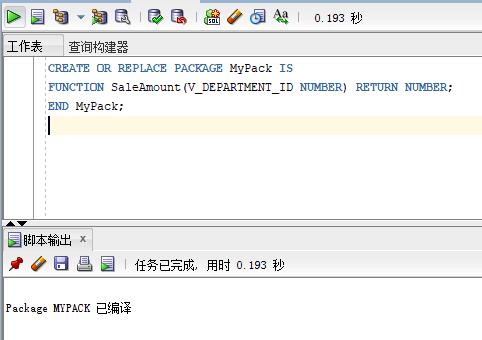 0.193 秒
工作表 查询构建器
CREATE OR REPLACE PACKAGE MyPack IS
FUNCTION SaleAmount(V_DEPARTMENT_ID NUMBER) RETURN NUMBER;
END MyPack;
脚本输出 x
任务已完成, 用时 0.193 秒
Package MYPACK 已编译